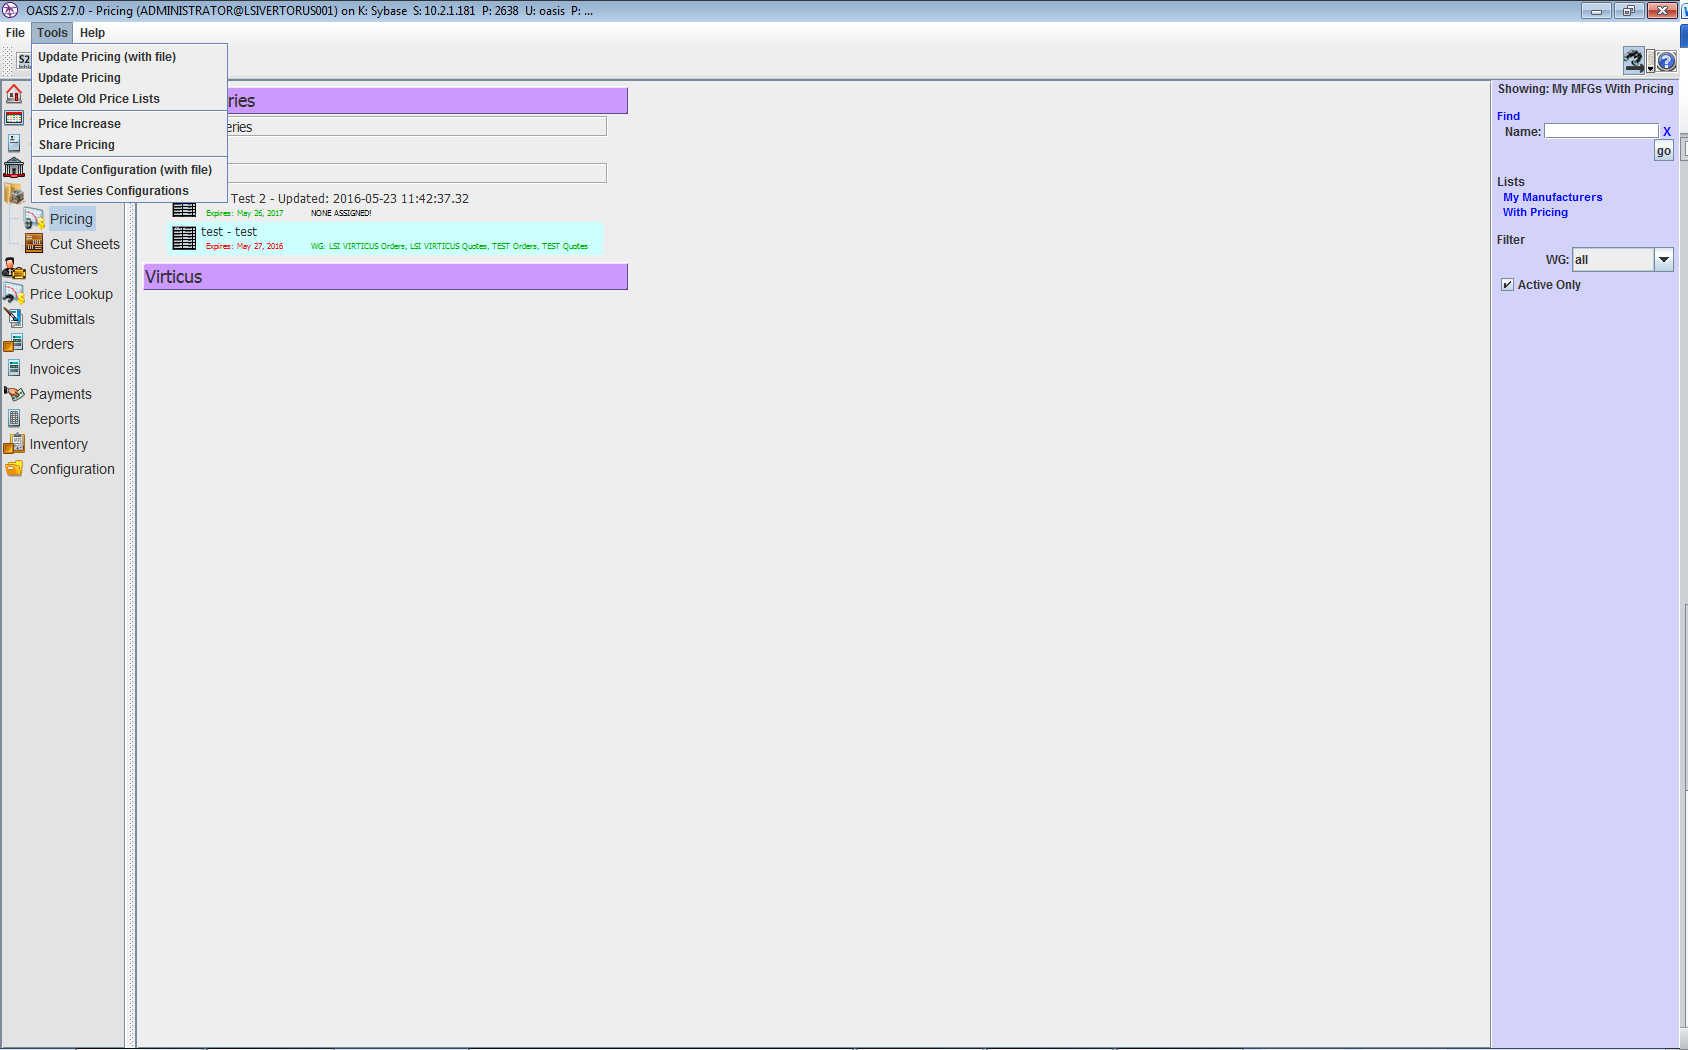 OASIS 2.7.0 - Pricing (ADMINISTRATOR@LSIVERTORUS001) on K: Sybase S: 10.2.1.181 P: 2638 U: oasis P: ...
File Tools Help
Update Pricing (with file)
Update Pricing
Delete Old Price Lists
Price Increase
Share Pricing
Update Configuration (with file)
Test Series Configurations
S2
Pricing
Cut Sheets
Customers
Price Lookup
Submittals
Orders
Invoices
Payments
Reports
Inventory
Configuration
ries
eries
Test 2 - Updated: 2016-05-23 11:42:37.32
Expires: May 26, 2017 NONE ASSIGNED!
test - test
Expires: May 27, 2016 WG: LSI VIRTICUS Orders, LSI VIRTICUS Quotes, TEST Orders, TEST Quotes
Virticus
Showing: My MFGs With Pricing
Find
Name: X
go
Lists
My Manufacturers
With Pricing
Filter
WG: all
Active Only